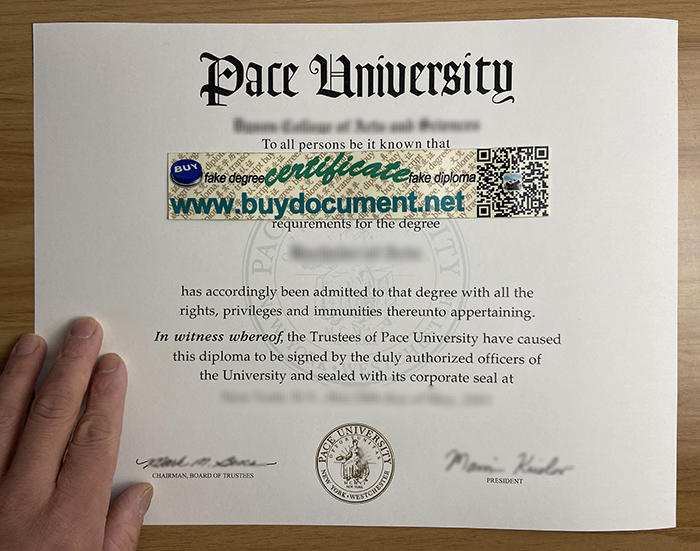 Pace University
To all persons be it known that
BUY
fake degree certificate fake diploma
www.buydocument.net
requirements for the degree
has accordingly been admitted to that degree with all the
rights, privileges and immunities thereunto appertaining.
In witness whereof, the Trustees of Pace University have caused
this diploma to be signed by the duly authorized officers of
the University and sealed with its corporate seal at
PACE UNIVERSITY
OPPORTUNITAS
NEW YORK
NEW YORK · WESTCHESTER
CHAIRMAN, BOARD OF TRUSTEES
PRESIDENT